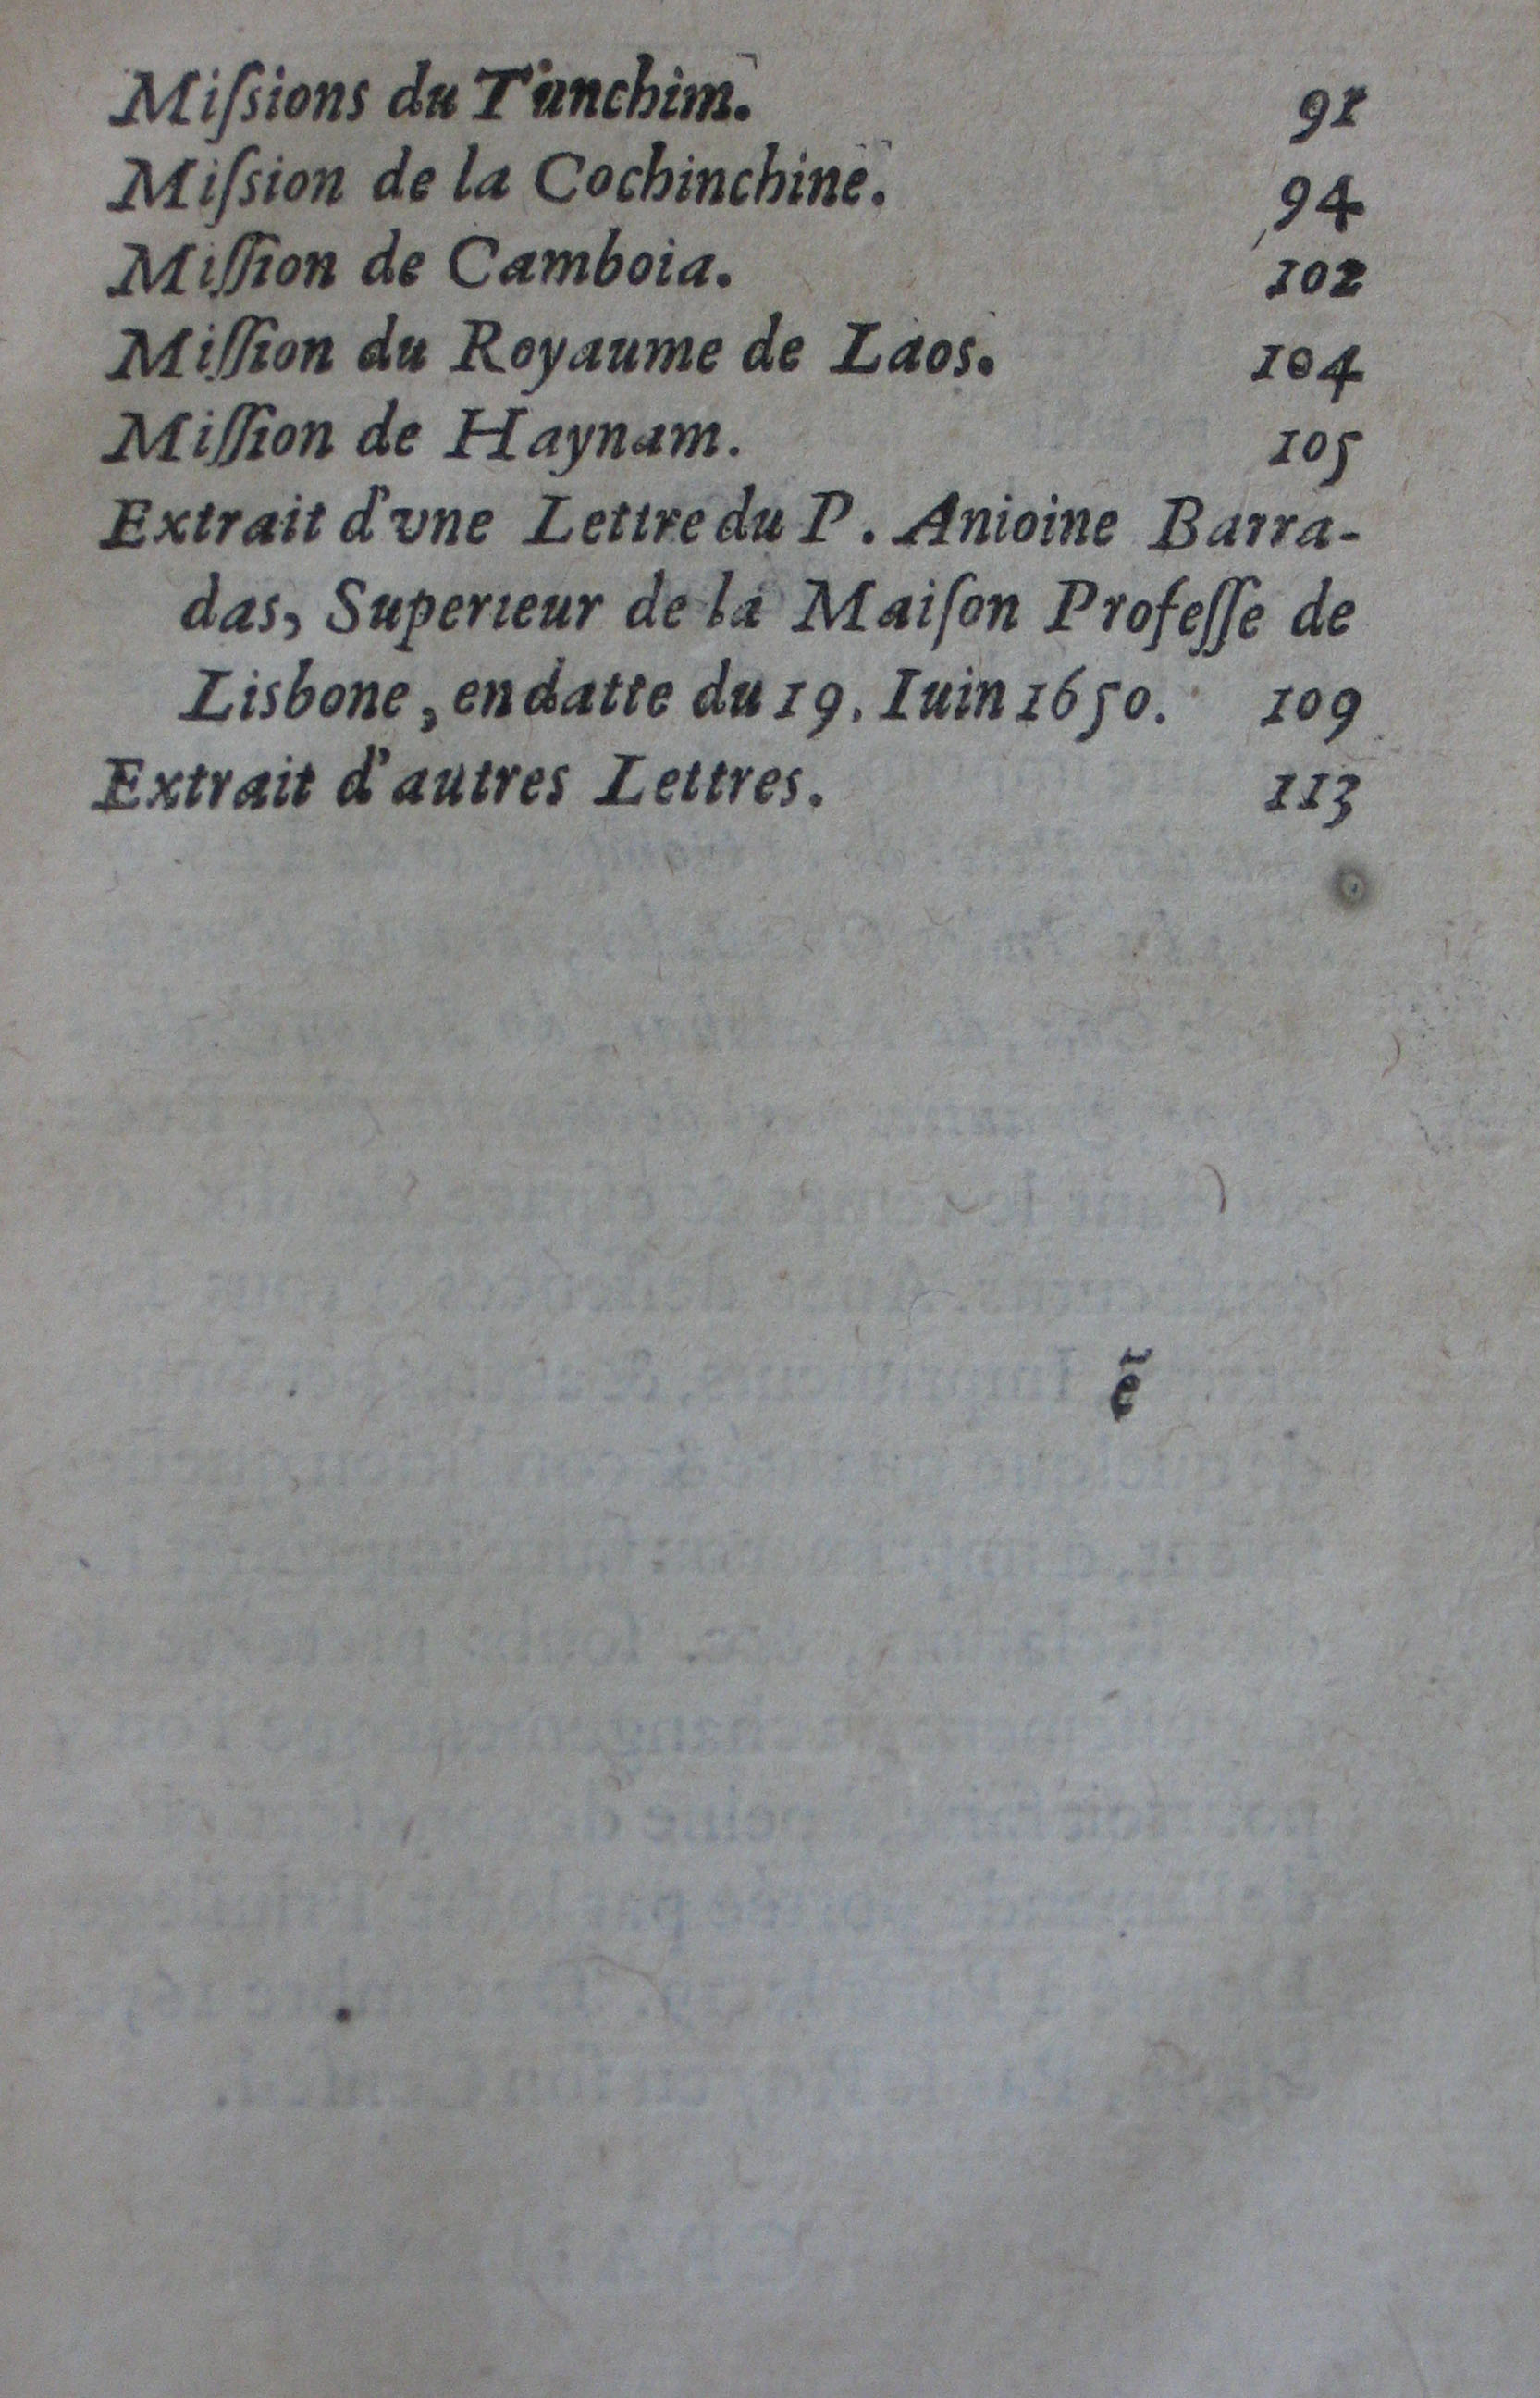 Miſsions du Tunchim. 91
Miſsion de la Cochinchine. 94
Miſſion de Camboia. 102
Miſſion du Royaume de Laos. 104
Miſſion de Haynam. 105
Extrait d'vne Lettre du P. Anioine Barra-
das, Superieur de la Maiſon Profeſſe de
Lisbone, en datte du 19. Iuin 1650. 109
Extrait d'autres Lettres. 113
ẽ